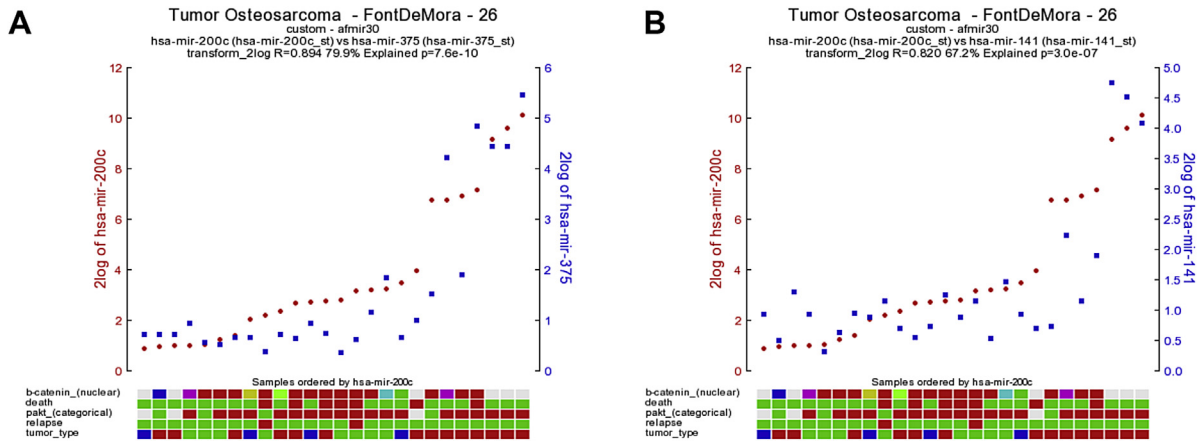 A
Tumor Osteosarcoma - FontDeMora - 26
custom - afmir30
hsa-mir-200c (hsa-mir-200c_st) vs hsa-mir-375 (hsa-mir-375_st)
transform_2log R=0.894 79.9% Explained p=7.6e-10
12
10
8
6
4
2
0
2log of hsa-mir-200c
6
5
4
3
2
1
0
2log of hsa-mir-375
Samples ordered by hsa-mir-200c
b-catenin_(nuclear)
death
pakt_(categorical)
relapse
tumor_type
B
Tumor Osteosarcoma - FontDeMora - 26
custom - afmir30
hsa-mir-200c (hsa-mir-200c_st) vs hsa-mir-141 (hsa-mir-141_st)
transform_2log R=0.820 67.2% Explained p=3.0e-07
12
10
8
6
4
2
0
2log of hsa-mir-200c
5.0
4.5
4.0
3.5
3.0
2.5
2.0
1.5
1.0
0.5
0.0
2log of hsa-mir-141
Samples ordered by hsa-mir-200c
b-catenin_(nuclear)
death
pakt_(categorical)
relapse
tumor_type